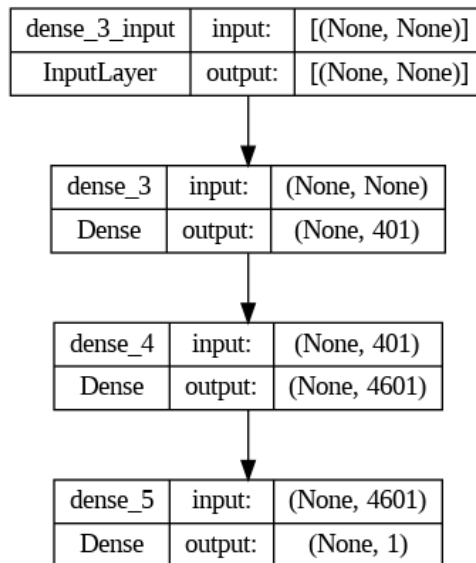 dense_3_input input: [(None, None)]
InputLayer output: [(None, None)]
dense_3 input: (None, None)
Dense output: (None, 401)
dense_4 input: (None, 401)
Dense output: (None, 4601)
dense_5 input: (None, 4601)
Dense output: (None, 1)